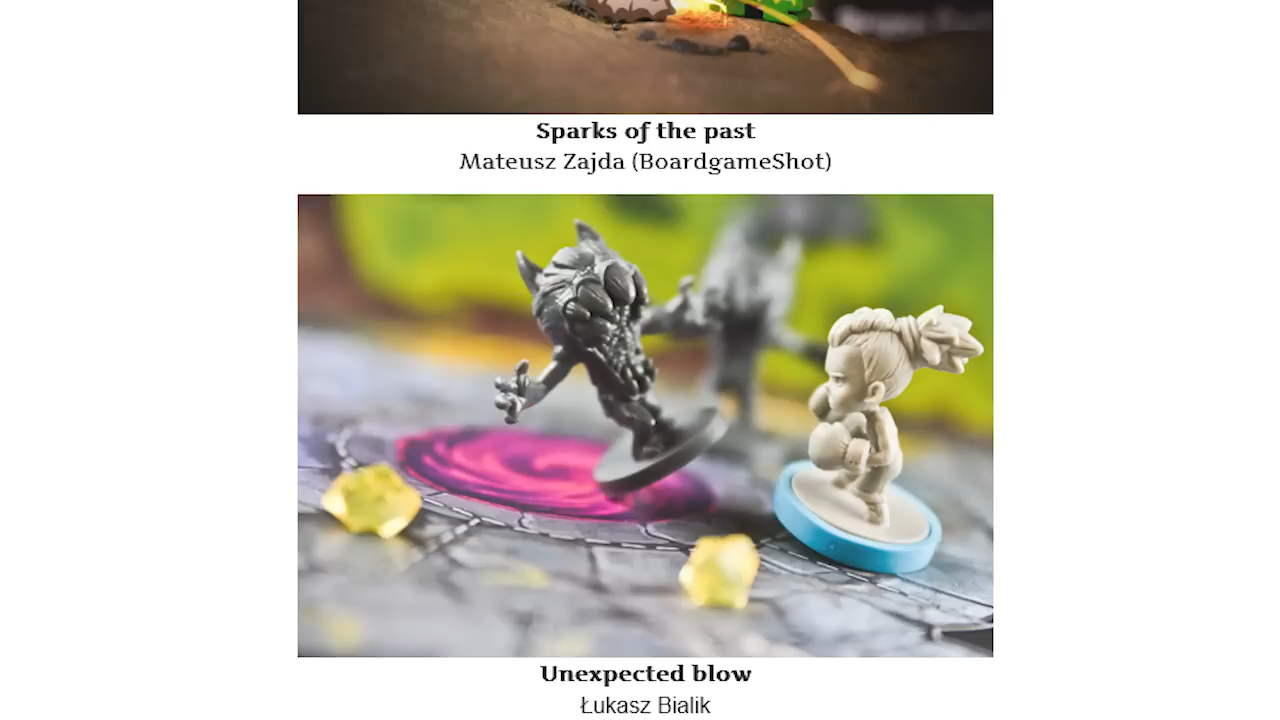 Sparks of the past
Mateusz Zajda (BoardgameShot)
Unexpected blow
Łukasz Bialik